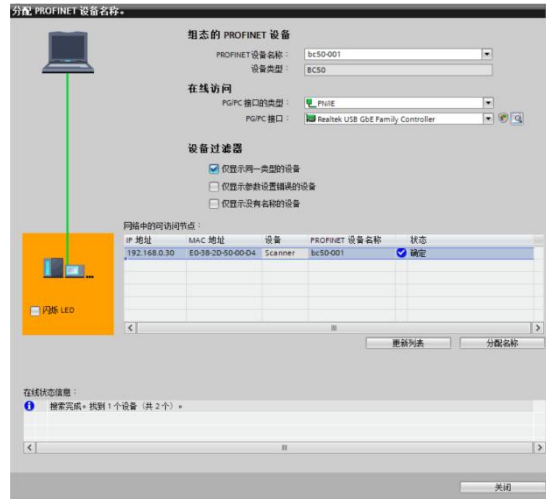 分配 PROFINET 设备名称。
组态的 PROFINET 设备
PROFINET设备名称： bc50-001
设备类型： BC50
在线访问
PG/PC 接口的类型： PN/IE
PG/PC 接口： Realtek USB GbE Family Controller
设备过滤器
仅显示同一类型的设备
仅显示参数设置错误的设备
仅显示没有名称的设备
网络中的可访问节点：
IP 地址 MAC 地址 设备 PROFINET 设备名称 状态
192.168.0.30 E0-38-2D-50-00-D4 Scanner bc50-001 确定
闪烁 LED
更新列表 分配名称
在线状态信息：
搜索完成。找到 1 个设备（共 2 个）。
关闭